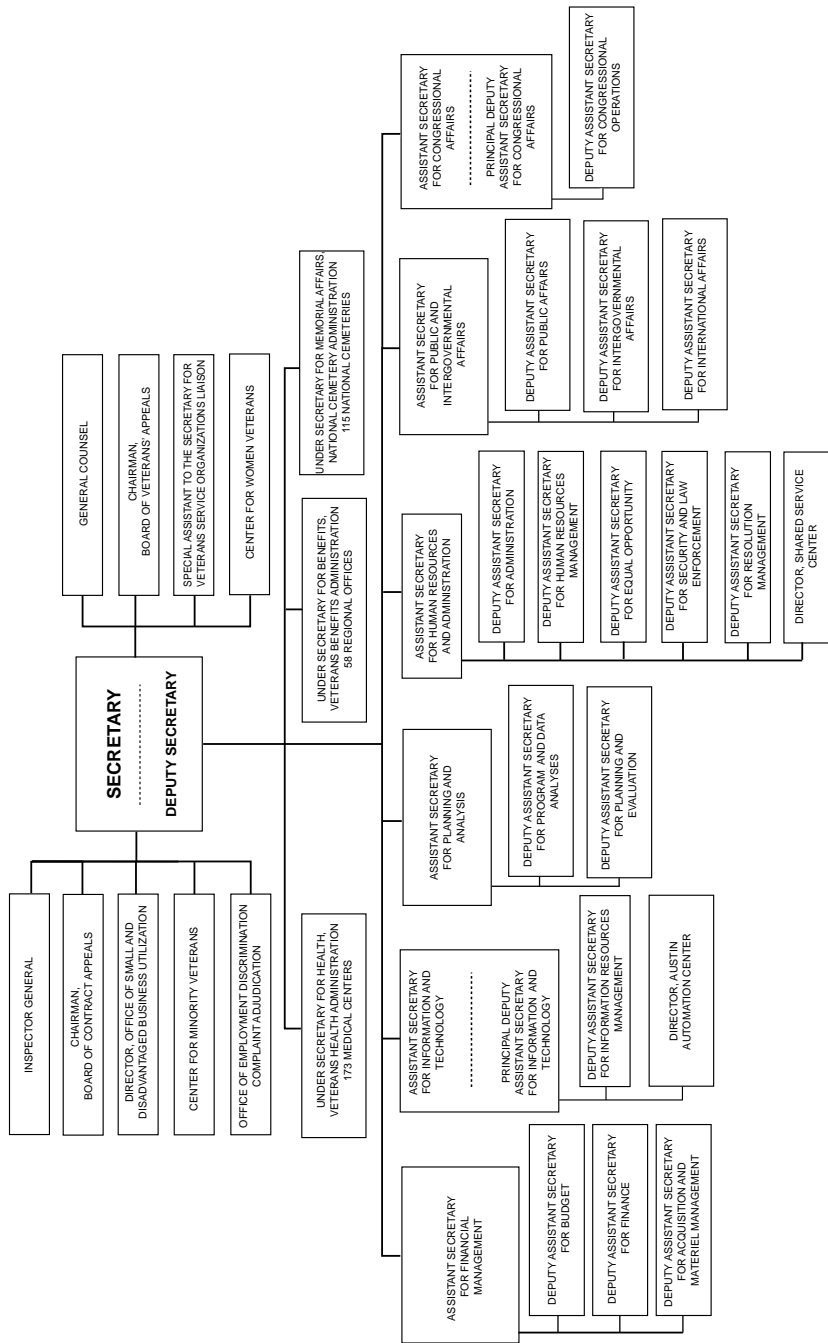 SECRETARY
DEPUTY SECRETARY
INSPECTOR GENERAL
CHAIRMAN,
BOARD OF CONTRACT APPEALS
DIRECTOR, OFFICE OF SMALL AND
DISADVANTAGED BUSINESS UTILIZATION
CENTER FOR MINORITY VETERANS
OFFICE OF EMPLOYMENT DISCRIMINATION
COMPLAINT ADJUDICATION
GENERAL COUNSEL
CHAIRMAN,
BOARD OF VETERANS' APPEALS
SPECIAL ASSISTANT TO THE SECRETARY FOR
VETERANS SERVICE ORGANIZATIONS LIAISON
CENTER FOR WOMEN VETERANS
UNDER SECRETARY FOR HEALTH,
VETERANS HEALTH ADMINISTRATION
173 MEDICAL CENTERS
UNDER SECRETARY FOR BENEFITS,
VETERANS BENEFITS ADMINISTRATION
58 REGIONAL OFFICES
UNDER SECRETARY FOR MEMORIAL AFFAIRS,
NATIONAL CEMETERY ADMINISTRATION
115 NATIONAL CEMETERIES
ASSISTANT SECRETARY
FOR FINANCIAL
MANAGEMENT
DEPUTY ASSISTANT SECRETARY
FOR BUDGET
DEPUTY ASSISTANT SECRETARY
FOR FINANCE
DEPUTY ASSISTANT SECRETARY
FOR ACQUISITION AND
MATERIEL MANAGEMENT
ASSISTANT SECRETARY
FOR INFORMATION AND
TECHNOLOGY
PRINCIPAL DEPUTY
ASSISTANT SECRETARY
FOR INFORMATION AND
TECHNOLOGY
DEPUTY ASSISTANT SECRETARY
FOR INFORMATION RESOURCES
MANAGEMENT
DIRECTOR, AUSTIN
AUTOMATION CENTER
ASSISTANT SECRETARY
FOR PLANNING AND
ANALYSIS
DEPUTY ASSISTANT SECRETARY
FOR PROGRAM AND DATA
ANALYSES
DEPUTY ASSISTANT SECRETARY
FOR PLANNING AND
EVALUATION
ASSISTANT SECRETARY
FOR HUMAN RESOURCES
AND ADMINISTRATION
DEPUTY ASSISTANT SECRETARY
FOR ADMINISTRATION
DEPUTY ASSISTANT SECRETARY
FOR HUMAN RESOURCES
MANAGEMENT
DEPUTY ASSISTANT SECRETARY
FOR EQUAL OPPORTUNITY
DEPUTY ASSISTANT SECRETARY
FOR SECURITY AND LAW
ENFORCEMENT
DEPUTY ASSISTANT SECRETARY
FOR RESOLUTION
MANAGEMENT
DIRECTOR, SHARED SERVICE
CENTER
ASSISTANT SECRETARY
FOR PUBLIC AND
INTERGOVERNMENTAL
AFFAIRS
DEPUTY ASSISTANT SECRETARY
FOR PUBLIC AFFAIRS
DEPUTY ASSISTANT SECRETARY
FOR INTERGOVERNMENTAL
AFFAIRS
DEPUTY ASSISTANT SECRETARY
FOR INTERNATIONAL AFFAIRS
ASSISTANT SECRETARY
FOR CONGRESSIONAL
AFFAIRS
PRINCIPAL DEPUTY
ASSISTANT SECRETARY
FOR CONGRESSIONAL
AFFAIRS
DEPUTY ASSISTANT SECRETARY
FOR CONGRESSIONAL
OPERATIONS